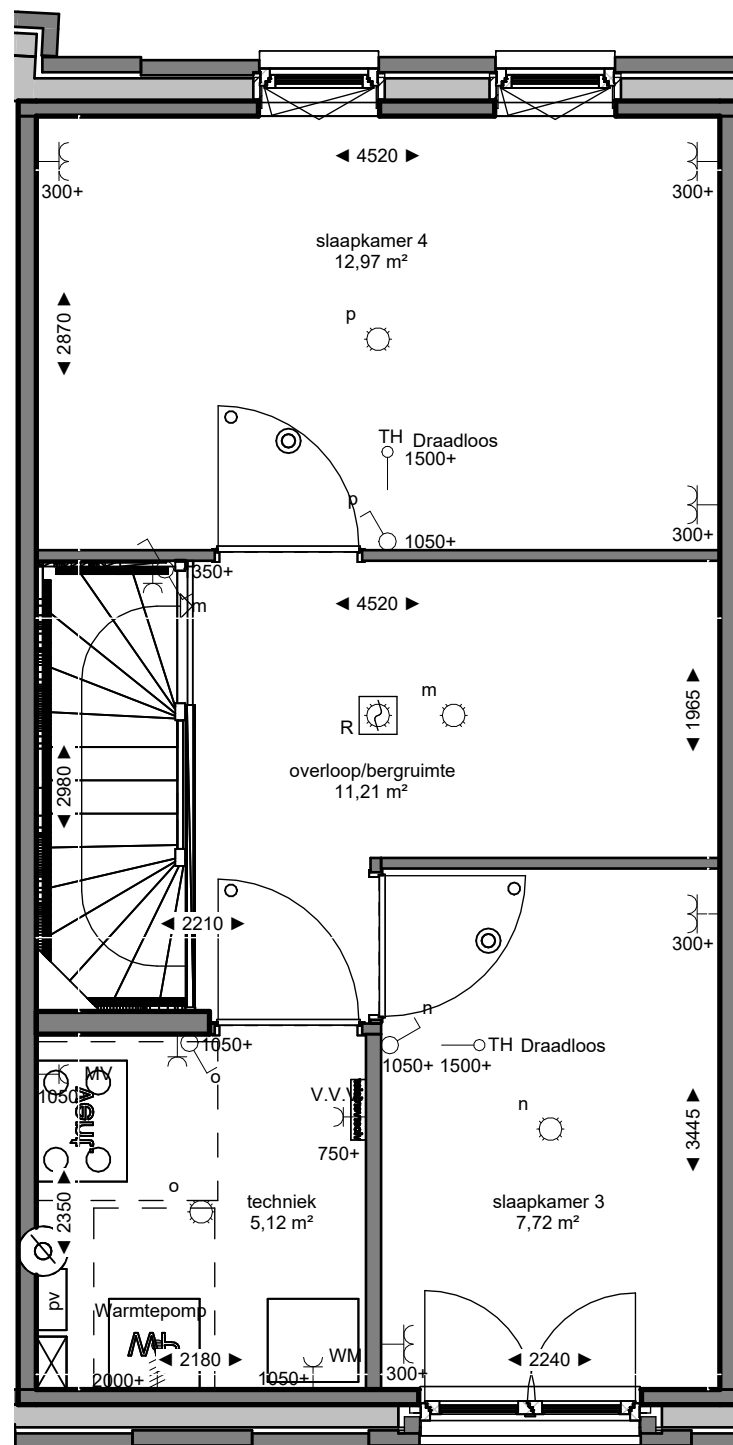 4520
300+
300+
slaapkamer 4
12,97 m²
2870
p
TH Draadloos
1500+
p
1050+
300+
350+
m
4520
1965
m
R
overloop/bergruimte
11,21 m²
2980
2210
300+
n
1050+
1050+
1500+
TH Draadloos
o
MV
1050+
V.V.V
750+
n
3445
2350
o
techniek
5,12 m²
slaapkamer 3
7,72 m²
pv
Warmtepomp
Wp
2180
2000+
1050+
WM
300+
2240